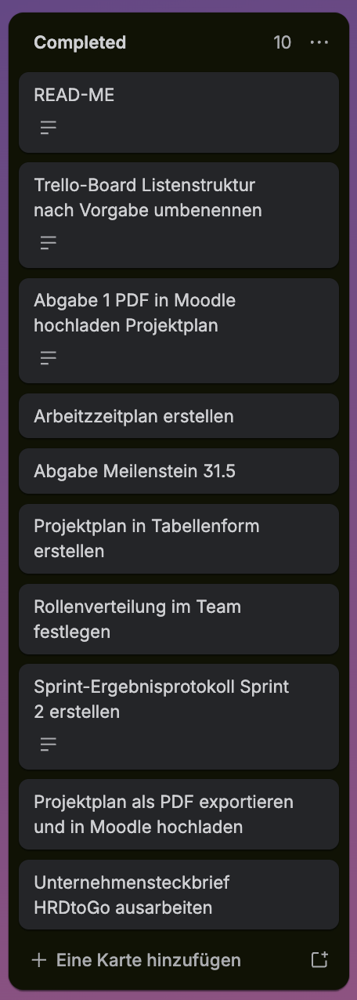 Completed 10
READ-ME
Trello-Board Listenstruktur
nach Vorgabe umbenennen
Abgabe 1 PDF in Moodle
hochladen Projektplan
Arbeitzzeitplan erstellen
Abgabe Meilenstein 31.5
Projektplan in Tabellenform
erstellen
Rollenverteilung im Team
festlegen
Sprint-Ergebnisprotokoll Sprint
2 erstellen
Projektplan als PDF exportieren
und in Moodle hochladen
Unternehmensteckbrief
HRDtoGo ausarbeiten
Eine Karte hinzufügen